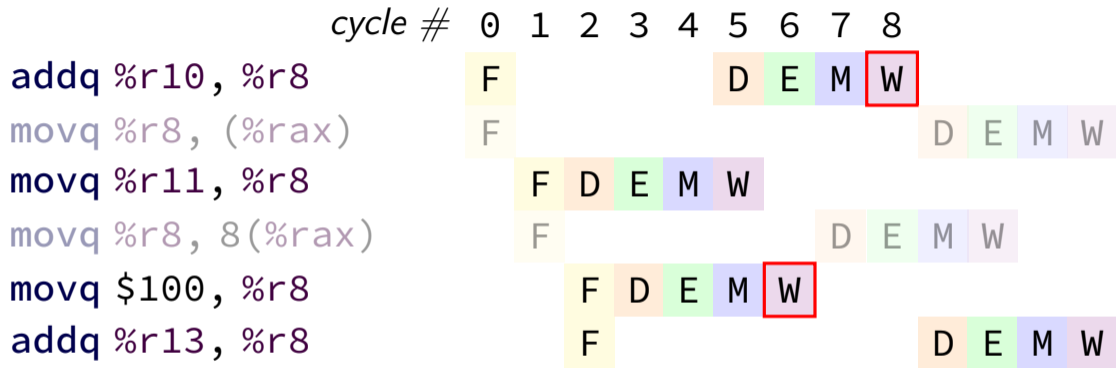 cycle # 0 1 2 3 4 5 6 7 8
addq %r10, %r8 F D E M W
movq %r8, (%rax) F D E M W
movq %r11, %r8 F D E M W
movq %r8, 8(%rax) F D E M W
movq $100, %r8 F D E M W
addq %r13, %r8 F D E M W